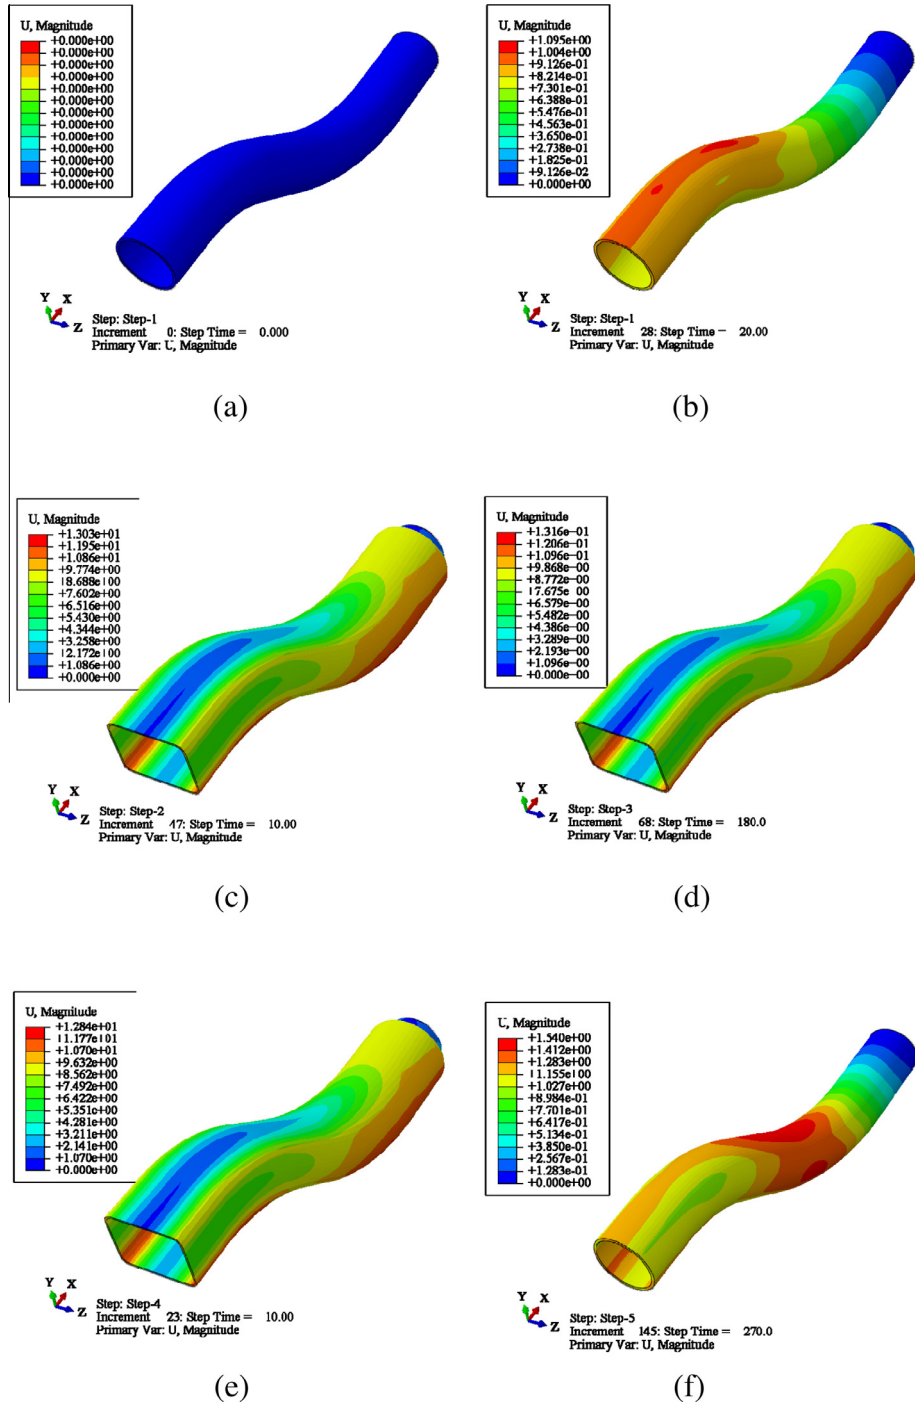 U, Magnitude
+0.000e+00
+0.000e+00
+0.000e+00
+0.000e+00
+0.000e+00
+0.000e+00
+0.000e+00
+0.000e+00
+0.000e+00
+0.000e+00
+0.000e+00
+0.000e+00
+0.000e+00
Y X Z
Step: Step-1
Increment 0: Step Time = 0.000
Primary Var: U, Magnitude
(a)
U, Magnitude
+1.095e+00
+1.004e+00
+9.126e-01
+8.214e-01
+7.301e-01
+6.388e-01
+5.476e-01
+4.563e-01
+3.650e-01
+2.738e-01
+1.825e-01
+9.126e-02
+0.000e+00
Y X Z
Step: Step-1
Increment 28: Step Time = 20.00
Primary Var: U, Magnitude
(b)
U, Magnitude
+1.303e+01
+1.195e+01
+1.086e+01
+9.774e+00
+8.688e+00
+7.602e+00
+6.516e+00
+5.430e+00
+4.344e+00
+3.258e+00
+2.172e+00
+1.086e+00
+0.000e+00
Y X Z
Step: Step-2
Increment 47: Step Time = 10.00
Primary Var: U, Magnitude
(c)
U, Magnitude
+1.316e-01
+1.206e-01
+1.096e-01
+9.868e-00
+8.772e-00
+7.675e-00
+6.579e-00
+5.482e-00
+4.386e-00
+3.289e-00
+2.193e-00
+1.096e-00
+0.000e-00
Y X Z
Step: Step-3
Increment 68: Step Time = 180.0
Primary Var: U, Magnitude
(d)
U, Magnitude
+1.284e+01
+1.177e+01
+1.070e+01
+9.632e+00
+8.562e+00
+7.492e+00
+6.422e+00
+5.351e+00
+4.281e+00
+3.211e+00
+2.141e+00
+1.070e+00
+0.000e+00
Y X Z
Step: Step-4
Increment 23: Step Time = 10.00
Primary Var: U, Magnitude
(e)
U, Magnitude
+1.540e+00
+1.412e+00
+1.283e+00
+1.155e+00
+1.027e+00
+8.984e-01
+7.701e-01
+6.417e-01
+5.134e-01
+3.850e-01
+2.567e-01
+1.283e-01
+0.000e+00
Y X Z
Step: Step-5
Increment 145: Step Time = 270.0
Primary Var: U, Magnitude
(f)